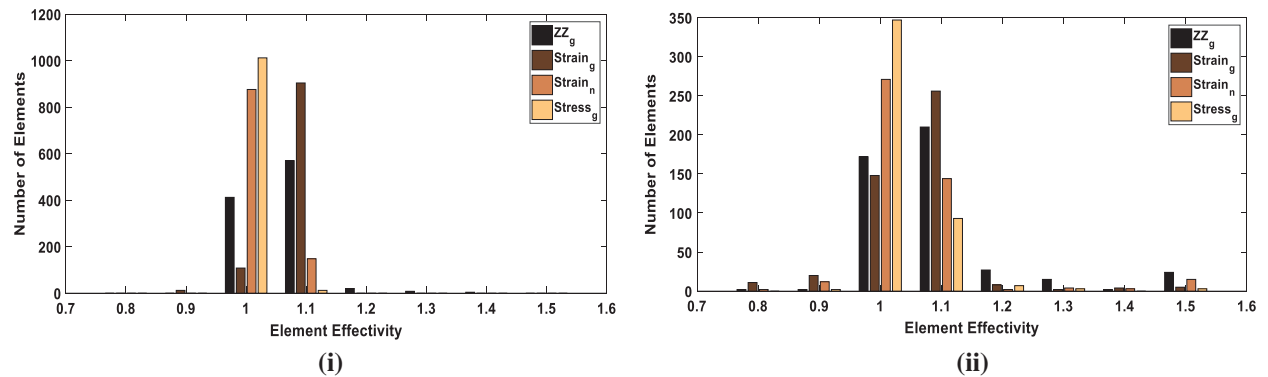 1200
1000
800
600
400
200
0
Number of Elements
0.7 0.8 0.9 1 1.1 1.2 1.3 1.4 1.5 1.6
Element Effectivity
ZZg
Straing
Strainn
Stressg
(i)
350
300
250
200
150
100
50
0
Number of Elements
0.7 0.8 0.9 1 1.1 1.2 1.3 1.4 1.5 1.6
Element Effectivity
ZZg
Straing
Strainn
Stressg
(ii)